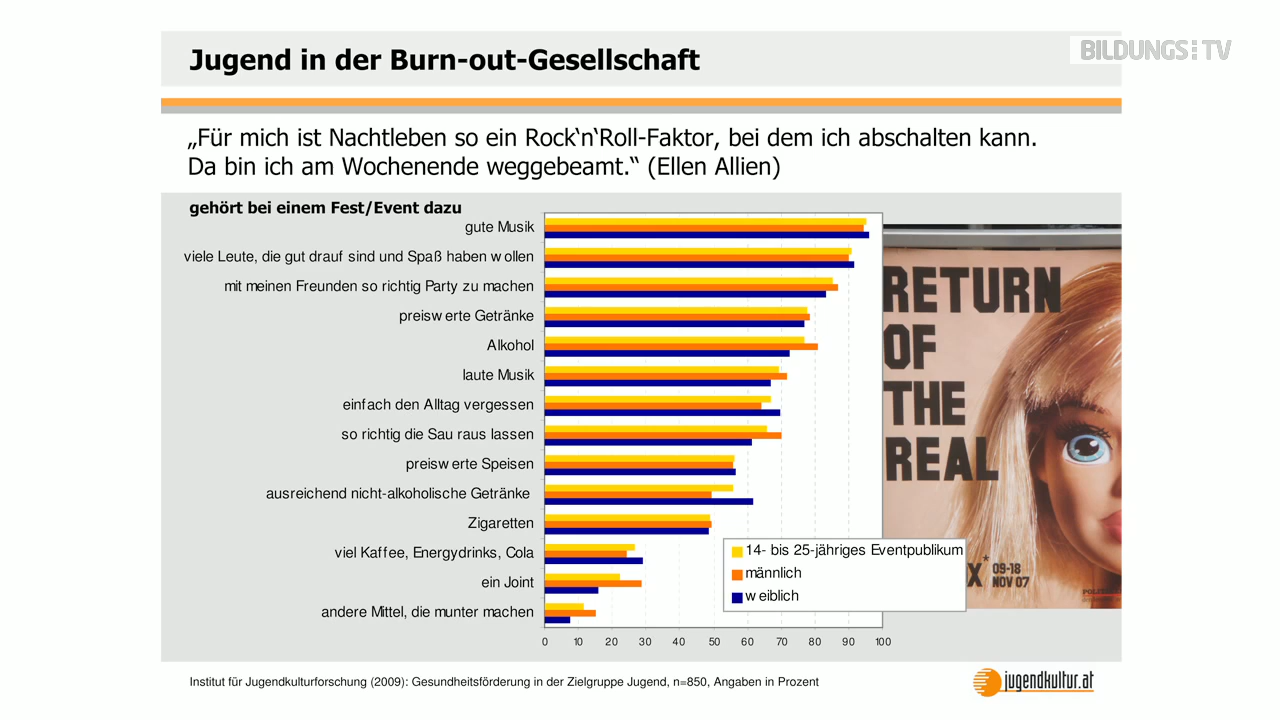 Jugend in der Burn-out-Gesellschaft
BILDUNGS:TV
„Für mich ist Nachtleben so ein Rock‘n‘Roll-Faktor, bei dem ich abschalten kann.
Da bin ich am Wochenende weggebeamt.“ (Ellen Allien)
gehört bei einem Fest/Event dazu
gute Musik
viele Leute, die gut drauf sind und Spaß haben wollen
mit meinen Freunden so richtig Party zu machen
preiswerte Getränke
Alkohol
laute Musik
einfach den Alltag vergessen
so richtig die Sau raus lassen
preiswerte Speisen
ausreichend nicht-alkoholische Getränke
Zigaretten
viel Kaffee, Energydrinks, Cola
ein Joint
andere Mittel, die munter machen
0 10 20 30 40 50 60 70 80 90 100
14- bis 25-jähriges Eventpublikum
männlich
weiblich
RETURN
OF
THE
REAL
X*
09-18
NOV 07
Institut für Jugendkulturforschung (2009): Gesundheitsförderung in der Zielgruppe Jugend, n=850, Angaben in Prozent
jugendkultur.at